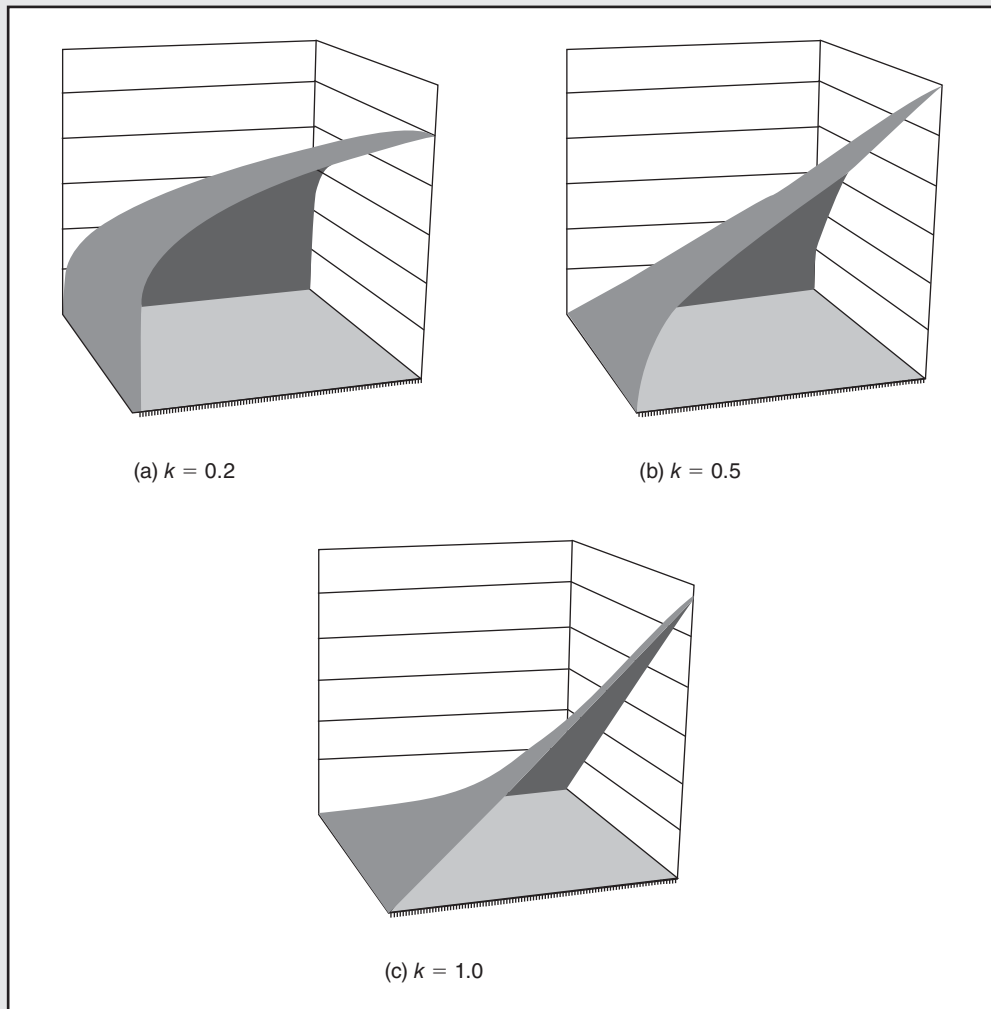 (a) k = 0.2
(b) k = 0.5
(c) k = 1.0